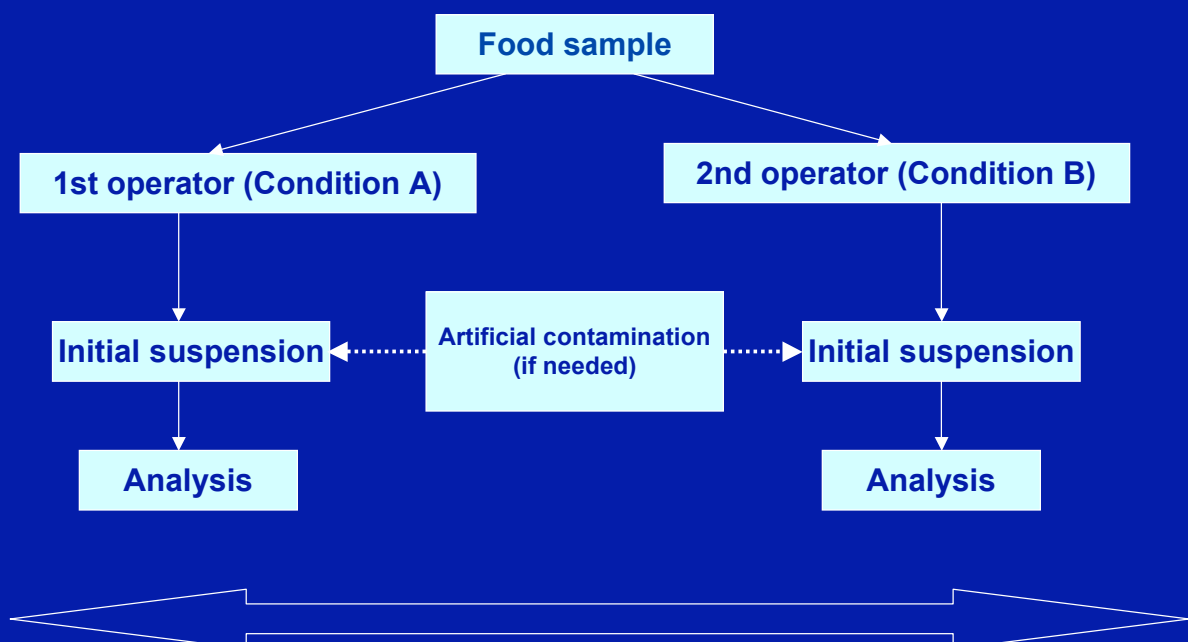 Food sample
1st operator (Condition A)
2nd operator (Condition B)
Initial suspension
Artificial contamination
(if needed)
Initial suspension
Analysis
Analysis